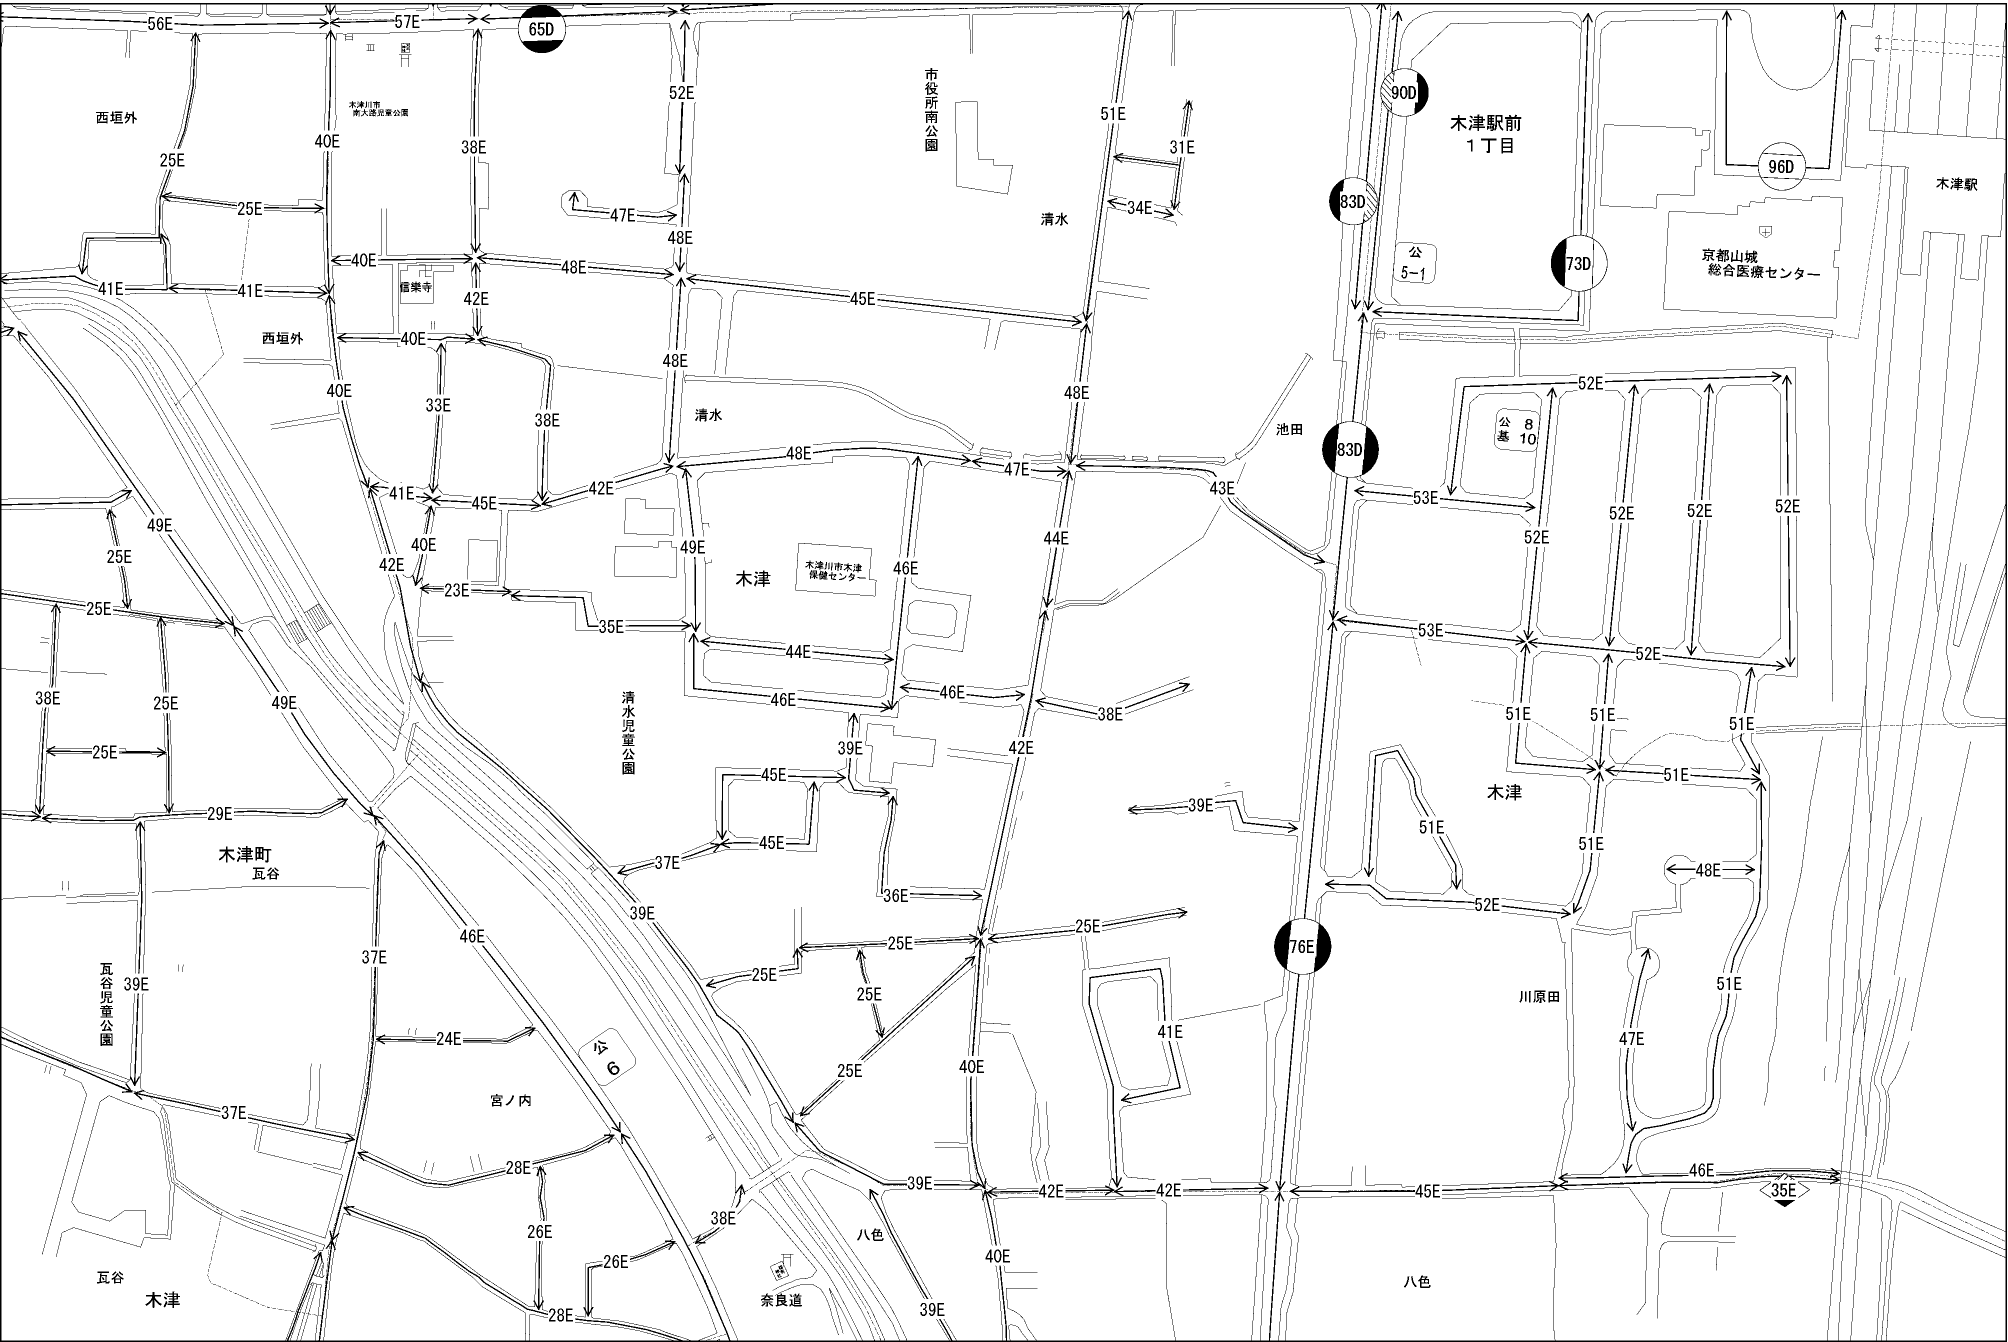 56E
57E
65D
西垣外
木津川市
南大路児童公園
40E
38E
52E
市役所南公園
51E
90D
木津駅前
1丁目
25E
31E
96D
木津駅
25E
47E
34E
83D
清水
48E
40E
48E
公
5-1
73D
京都山城
総合医療センター
41E
41E
信樂寺
42E
45E
西垣外
40E
48E
40E
33E
38E
清水
48E
52E
池田
公 8
墓 10
83D
48E
47E
41E
45E
42E
43E
53E
49E
25E
42E
40E
49E
44E
52E
52E
52E
52E
木津
木津川市木津
保健センター
46E
23E
25E
35E
44E
53E
52E
38E
25E
49E
清水児童公園
46E
46E
38E
51E
51E
51E
25E
39E
42E
45E
51E
木津
29E
39E
木津町
瓦谷
37E
45E
51E
51E
48E
36E
39E
52E
46E
25E
25E
76E
37E
瓦谷児童公園
39E
25E
25E
川原田
51E
24E
公
6
41E
47E
25E
40E
宮ノ内
37E
28E
39E
42E
42E
45E
46E
35E
38E
26E
八色
40E
26E
瓦谷
木津
奈良道
28E
39E
八色